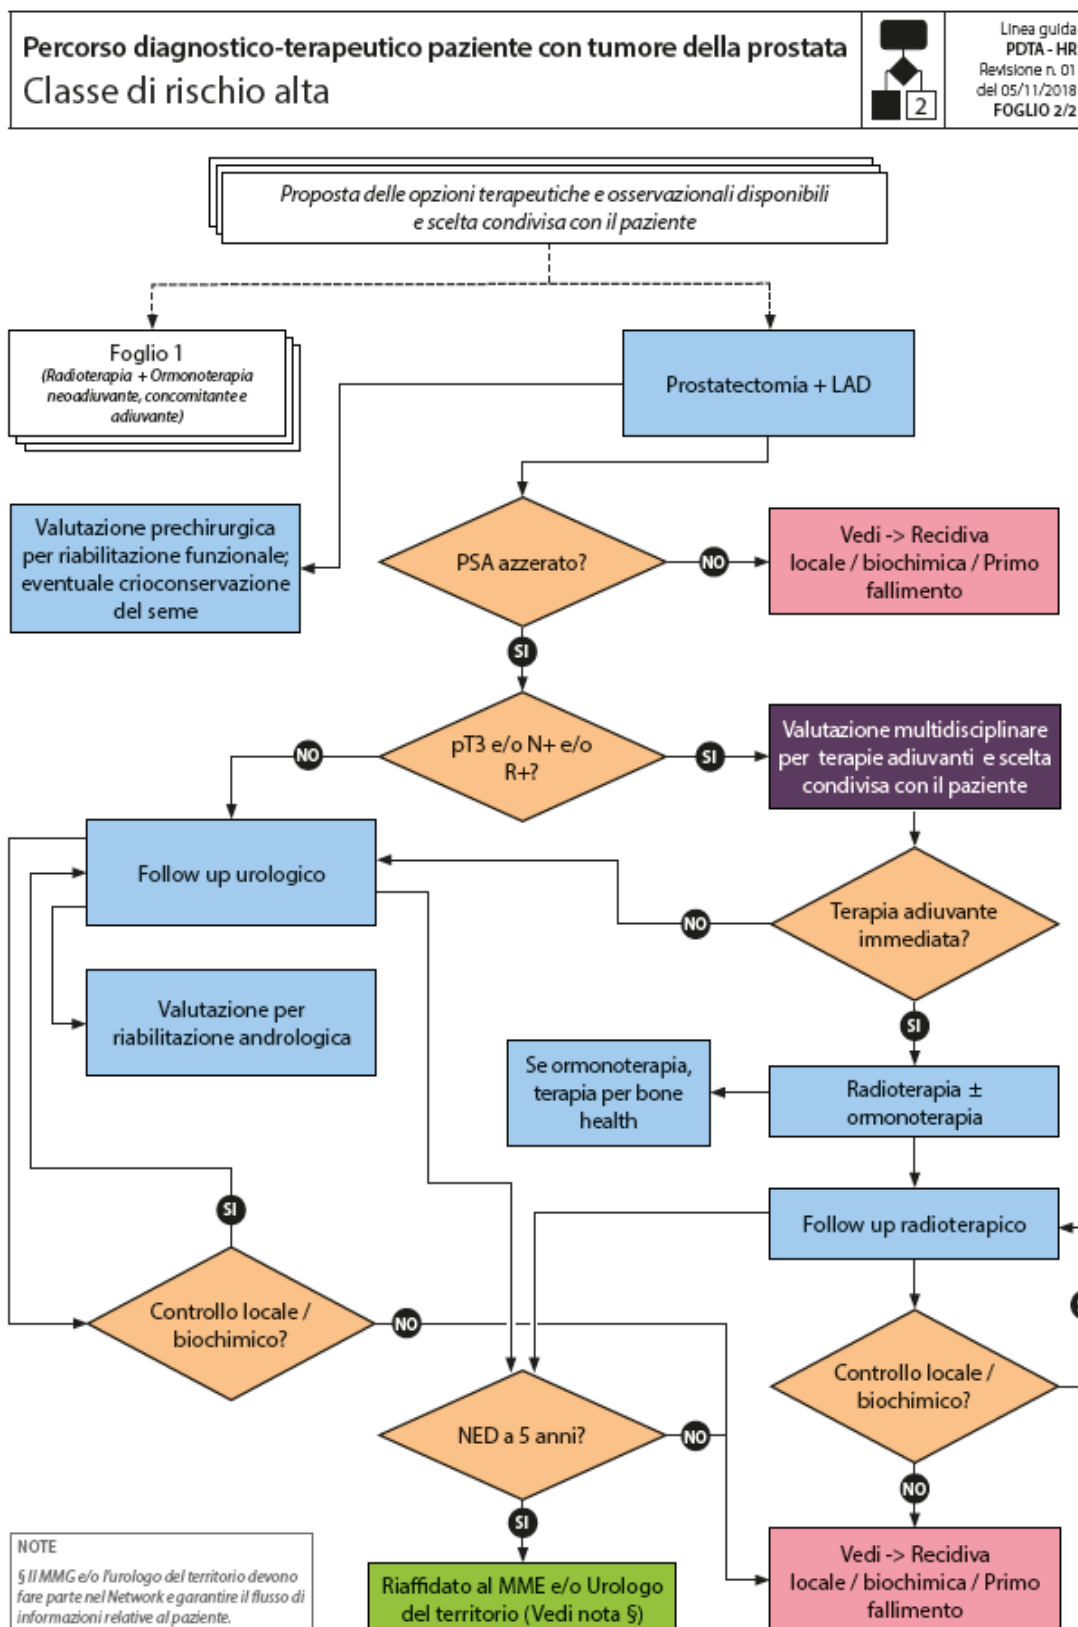 Percorso diagnostico-terapeutico paziente con tumore della prostata
Classe di rischio alta
2
Linea guida
PDTA - HR
Revisione n. 01
del 05/11/2018
FOGLIO 2/2
Proposta delle opzioni terapeutiche e osservazionali disponibili
e scelta condivisa con il paziente
Foglio 1
(Radioterapia + Ormonoterapia
neoadiuvante, concomitante e
adiuvante)
Prostatectomia + LAD
Valutazione prechirurgica
per riabilitazione funzionale;
eventuale crioconservazione
del seme
PSA azzerato?
NO
Vedi -> Recidiva
locale / biochimica / Primo
fallimento
SI
pT3 e/o N+ e/o
R+?
NO
SI
Valutazione multidisciplinare
per terapie adiuvanti e scelta
condivisa con il paziente
Follow up urologico
NO
Terapia adiuvante
immediata?
Valutazione per
riabilitazione andrologica
SI
Se ormonoterapia,
terapia per bone
health
Radioterapia ±
ormonoterapia
SI
Follow up radioterapico
Controllo locale /
biochimico?
NO
Controllo locale /
biochimico?
NED a 5 anni?
NO
NO
SI
NOTE
§ Il MMG e/o l'urologo del territorio devono
fare parte nel Network e garantire il flusso di
informazioni relative al paziente.
Riaffidato al MME e/o Urologo
del territorio (Vedi nota §)
Vedi -> Recidiva
locale / biochimica / Primo
fallimento